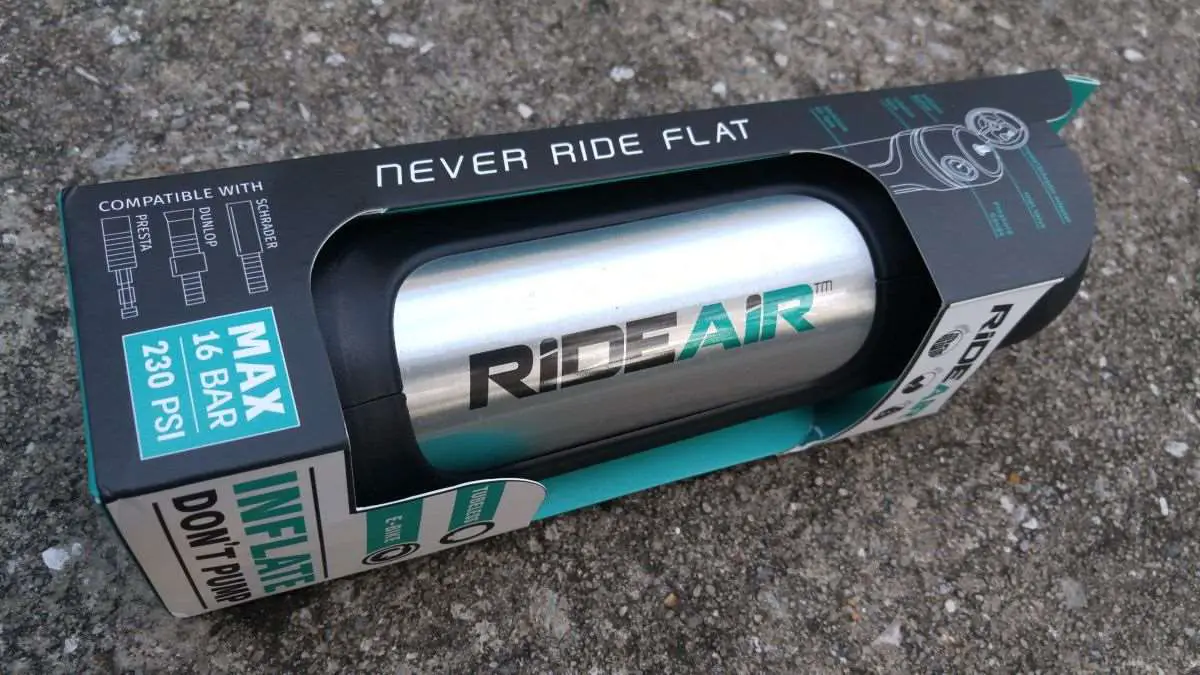 NEVER RIDE FLAT
COMPATIBLE WITH
PRESTA
DUNLOP
SCHRADER
MAX
16 BAR
230 PSI
RIDEAIR™
RIDEAIR
INFLATE
DON'T PUMP
E-BIKE
TUBELESS